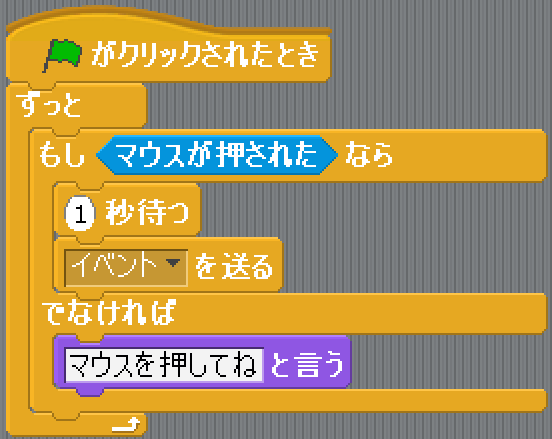 がクリックされたとき
ずっと
もし マウスが押された なら
1 秒待つ
イベント を送る
でなければ
マウスを押してね と言う